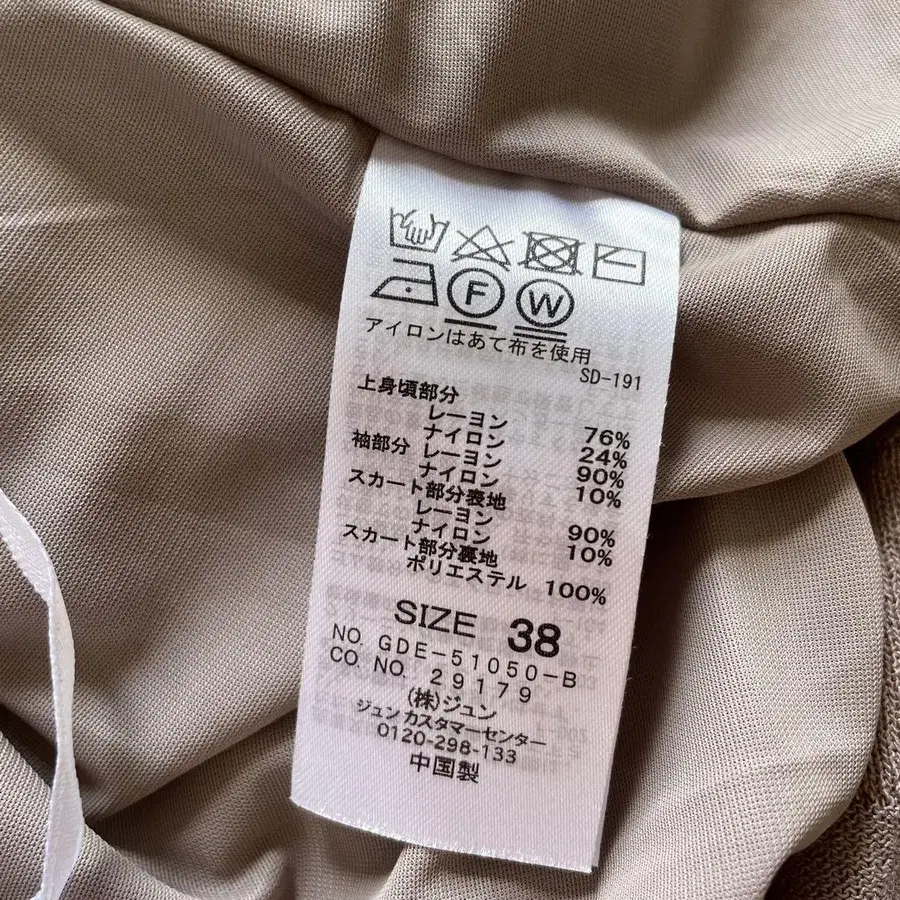 F W
アイロンはあて布を使用
SD-191
上身頃部分
レーヨン 76%
ナイロン 24%
袖部分 レーヨン 90%
ナイロン 10%
スカート部分表地
レーヨン 90%
ナイロン 10%
スカート部分裏地
ポリエステル 100%
SIZE 38
NO. GDE-51050-B
CO. NO. 29179
(株)ジュン
ジュンカスタマーセンター
0120-298-133
中国製